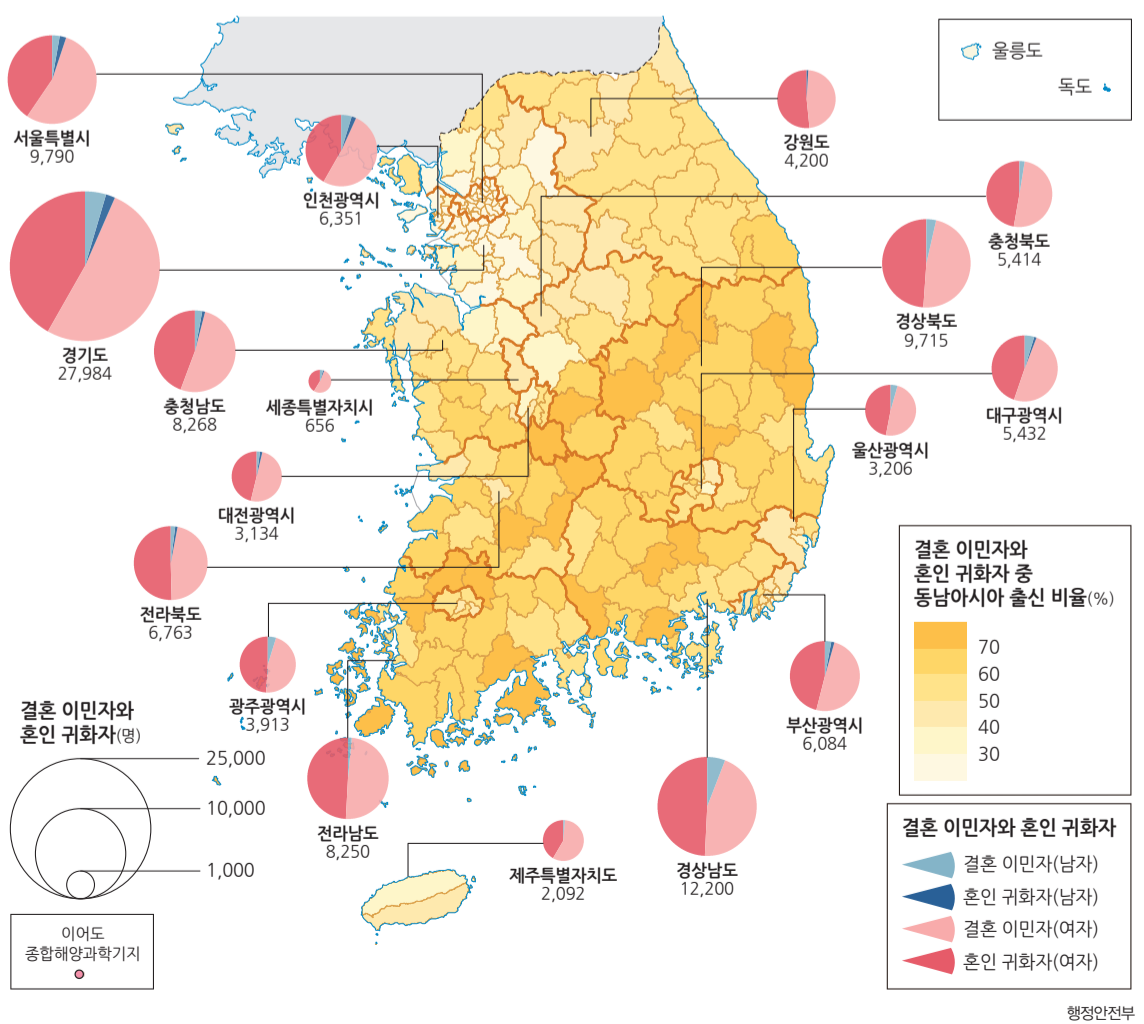 울릉도
독도
서울특별시
9,790
인천광역시
6,351
강원도
4,200
충청북도
5,414
경기도
27,984
경상북도
9,715
충청남도
8,268
세종특별자치시
656
대구광역시
5,432
울산광역시
3,206
대전광역시
3,134
전라북도
6,763
광주광역시
3,913
부산광역시
6,084
전라남도
8,250
경상남도
12,200
제주특별자치도
2,092
결혼 이민자와
혼인 귀화자 중
동남아시아 출신 비율(%)
70
60
50
40
30
결혼 이민자와
혼인 귀화자(명)
25,000
10,000
1,000
이어도
종합해양과학기지
결혼 이민자와 혼인 귀화자
결혼 이민자(남자)
혼인 귀화자(남자)
결혼 이민자(여자)
혼인 귀화자(여자)
행정안전부